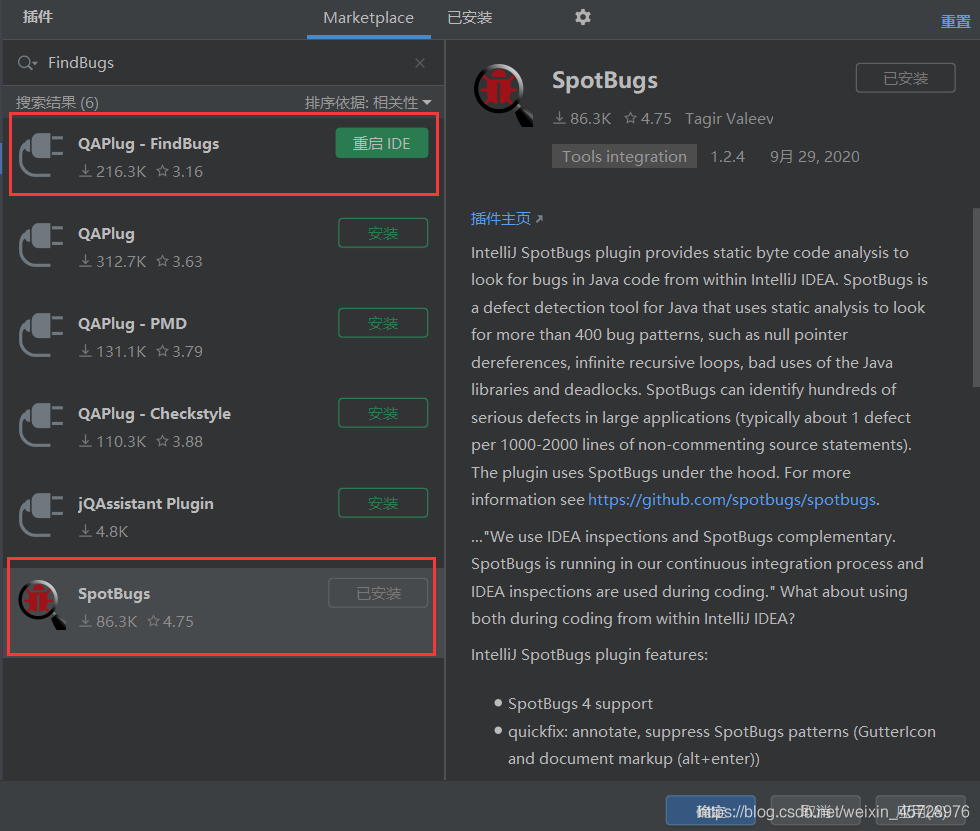 插件
Marketplace
已安装
重置
FindBugs
搜索结果 (6)
排序依据: 相关性
QAPlug - FindBugs
重启 IDE
216.3K 3.16
QAPlug
安装
312.7K 3.63
QAPlug - PMD
安装
131.1K 3.79
QAPlug - Checkstyle
安装
110.3K 3.88
jQAssistant Plugin
安装
4.8K
SpotBugs
已安装
86.3K 4.75
SpotBugs
已安装
86.3K 4.75 Tagir Valeev
Tools integration 1.2.4 9月 29, 2020
插件主页
IntelliJ SpotBugs plugin provides static byte code analysis to
look for bugs in Java code from within IntelliJ IDEA. SpotBugs is
a defect detection tool for Java that uses static analysis to look
for more than 400 bug patterns, such as null pointer
dereferences, infinite recursive loops, bad uses of the Java
libraries and deadlocks. SpotBugs can identify hundreds of
serious defects in large applications (typically about 1 defect
per 1000-2000 lines of non-commenting source statements).
The plugin uses SpotBugs under the hood. For more
information see https://github.com/spotbugs/spotbugs.
..."We use IDEA inspections and SpotBugs complementary.
SpotBugs is running in our continuous integration process and
IDEA inspections are used during coding." What about using
both during coding from within IntelliJ IDEA?
IntelliJ SpotBugs plugin features:
SpotBugs 4 support
quickfix: annotate, suppress SpotBugs patterns (GutterIcon
and document markup (alt+enter))
确定
取消
https://blog.csdn.net/weixin_45728976